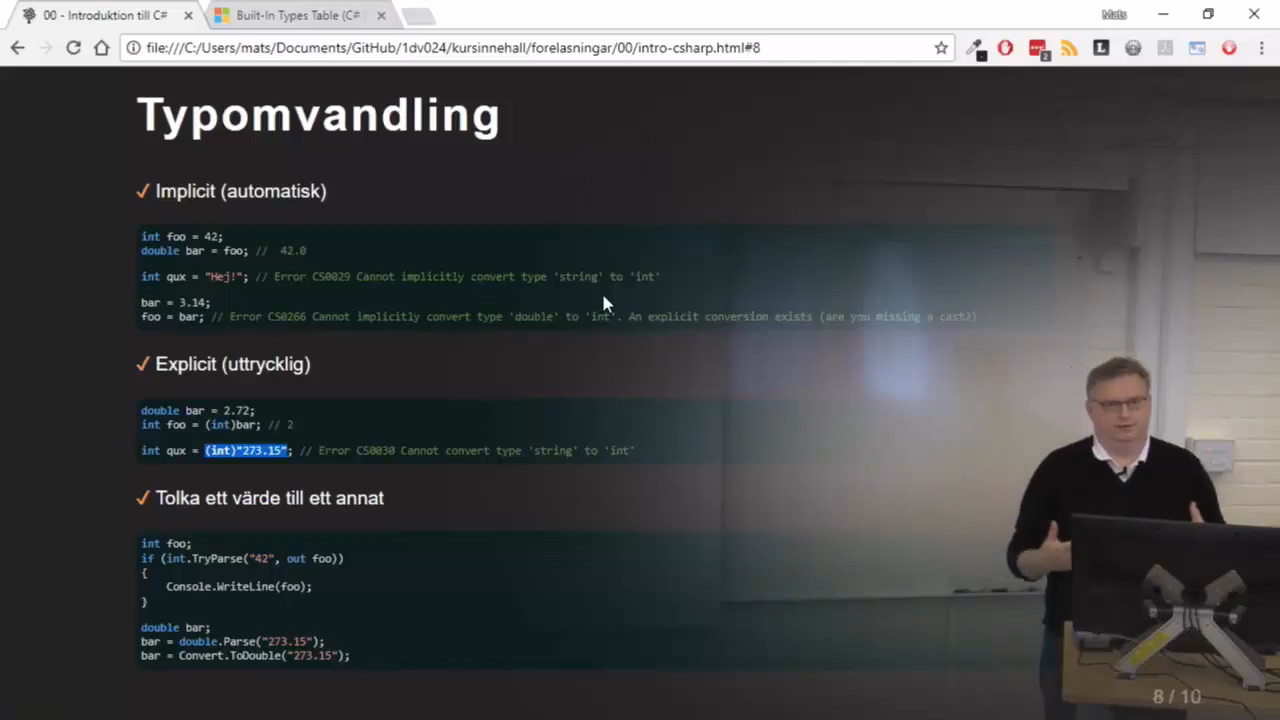 00 - Introduktion till C#
Built-In Types Table (C#
Mats
file:///C:/Users/mats/Documents/GitHub/1dv024/kursinnehall/forelasningar/00/intro-csharp.html#8
2
L
Typomvandling
✓ Implicit (automatisk)
int foo = 42;
double bar = foo; // 42.0
int qux = "Hej!"; // Error CS0029 Cannot implicitly convert type 'string' to 'int'
bar = 3.14;
foo = bar; // Error CS0266 Cannot implicitly convert type 'double' to 'int'. An explicit conversion exists (are you missing a cast?)
✓ Explicit (uttrycklig)
double bar = 2.72;
int foo = (int)bar; // 2
int qux = (int)"273.15"; // Error CS0030 Cannot convert type 'string' to 'int"
✓ Tolka ett värde till ett annat
int foo;
if (int.TryParse("42", out foo))
{
Console.WriteLine(foo);
}
double bar;
bar = double.Parse("273.15");
bar = Convert.ToDouble("273.15");
8 / 10